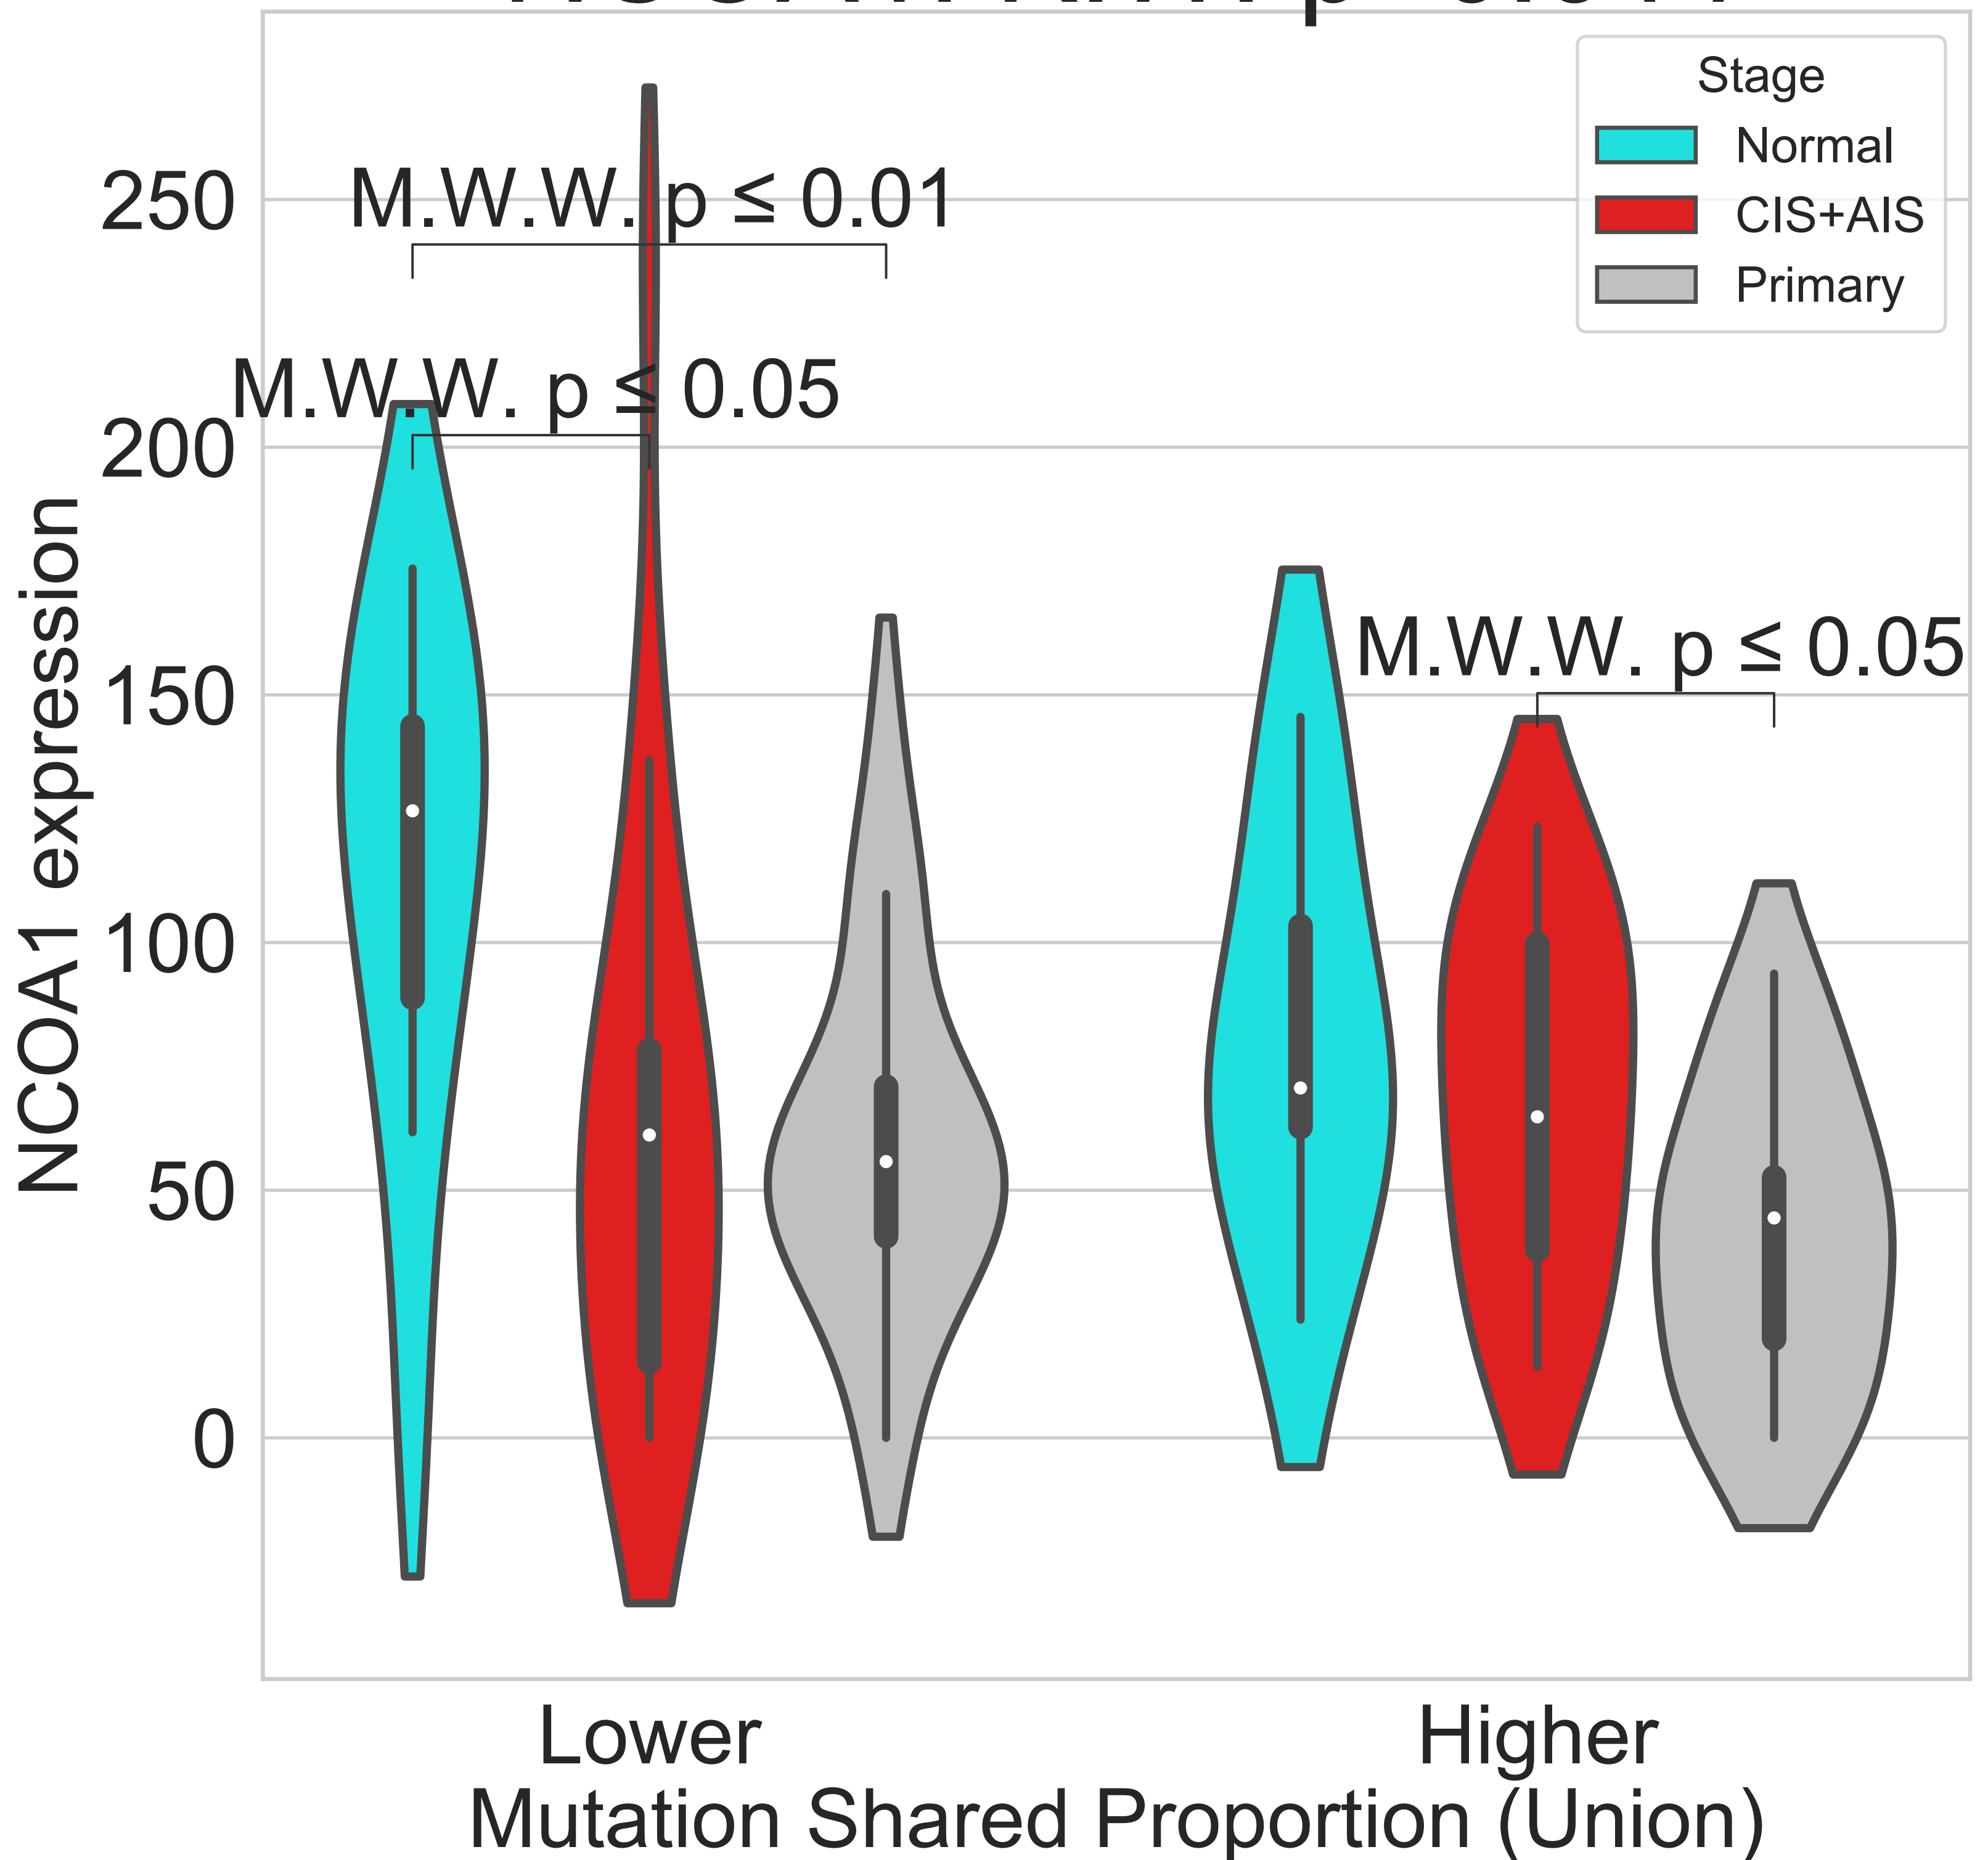 Stage
Normal
CIS+AIS
Primary
M.W.W. p ≤ 0.01
M.W.W. p ≤ 0.05
M.W.W. p ≤ 0.05
250
200
150
100
50
0
NCOA1 expression
Lower
Higher
Mutation Shared Proportion (Union)